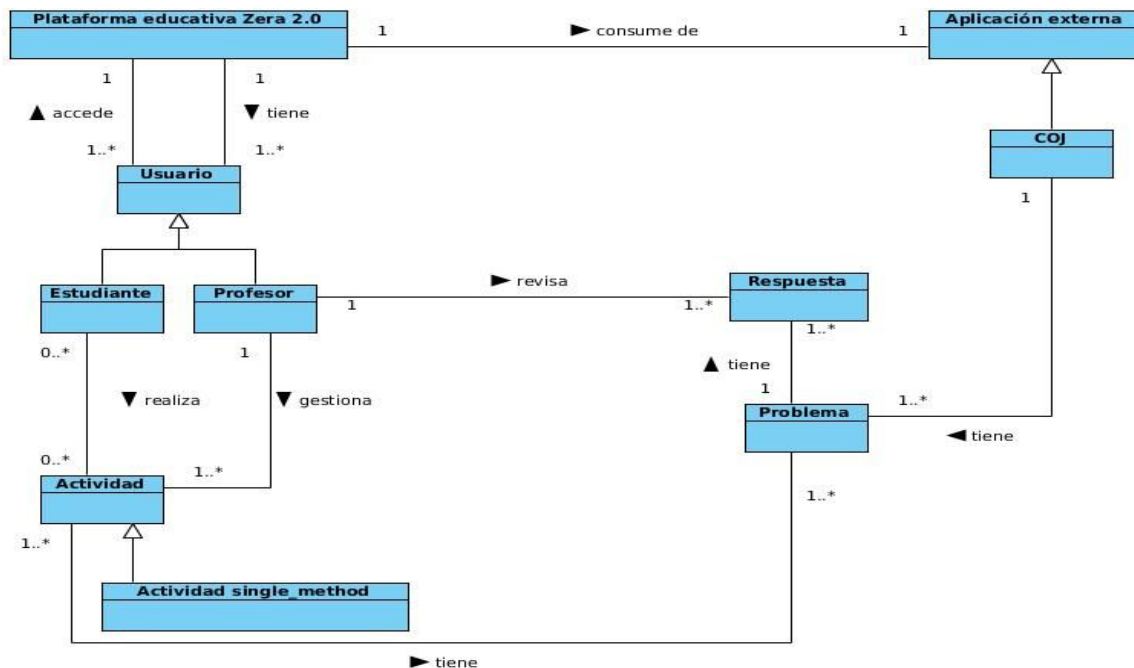 Plataforma educativa Zera 2.0
Aplicación externa
1
► consume de
1
1
1
▲ accede
▼ tiene
COJ
1..*
1..*
Usuario
1
Estudiante
Profesor
► revisa
Respuesta
1
1..*
1..*
0..*
1
▲ tiene
1
▼ realiza
▼ gestiona
Problema
1..*
◄ tiene
0..*
1..*
Actividad
1..*
1..*
Actividad single_method
► tiene